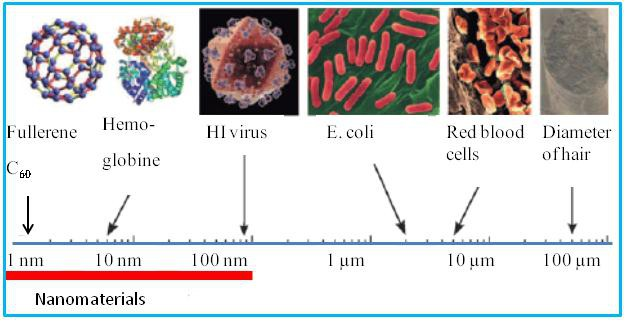 Fullerene
C60
Hemo-
globine
HI virus
E. coli
Red blood
cells
Diameter
of hair
1 nm
10 nm
100 nm
1 µm
10 µm
100 µm
Nanomaterials